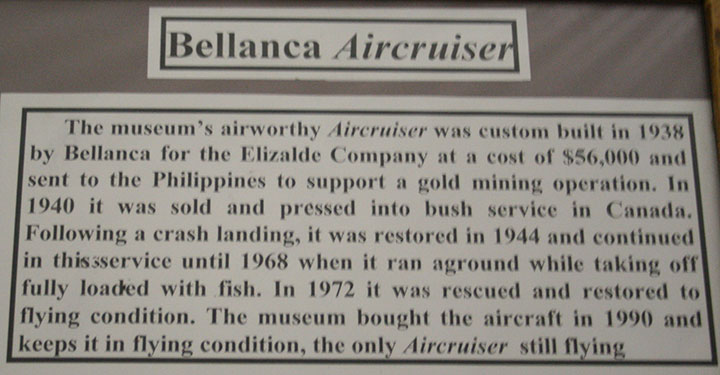 Bellanca Aircruiser
The museum's airworthy Aircruiser was custom built in 1938
by Bellanca for the Elizalde Company at a cost of $56,000 and
sent to the Philippines to support a gold mining operation. In
1940 it was sold and pressed into bush service in Canada.
Following a crash landing, it was restored in 1944 and continued
in this service until 1968 when it ran aground while taking off
fully loaded with fish. In 1972 it was rescued and restored to
flying condition. The museum bought the aircraft in 1990 and
keeps it in flying condition, the only Aircruiser still flying